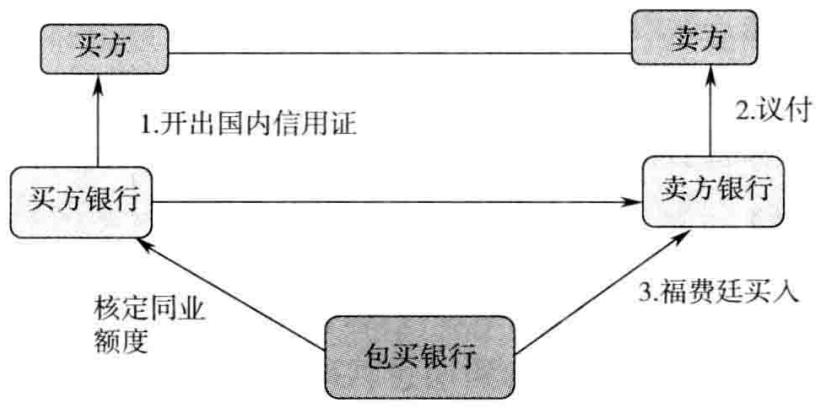 买方
卖方
1.开出国内信用证
2.议付
买方银行
卖方银行
核定同业
额度
3.福费廷买入
包买银行